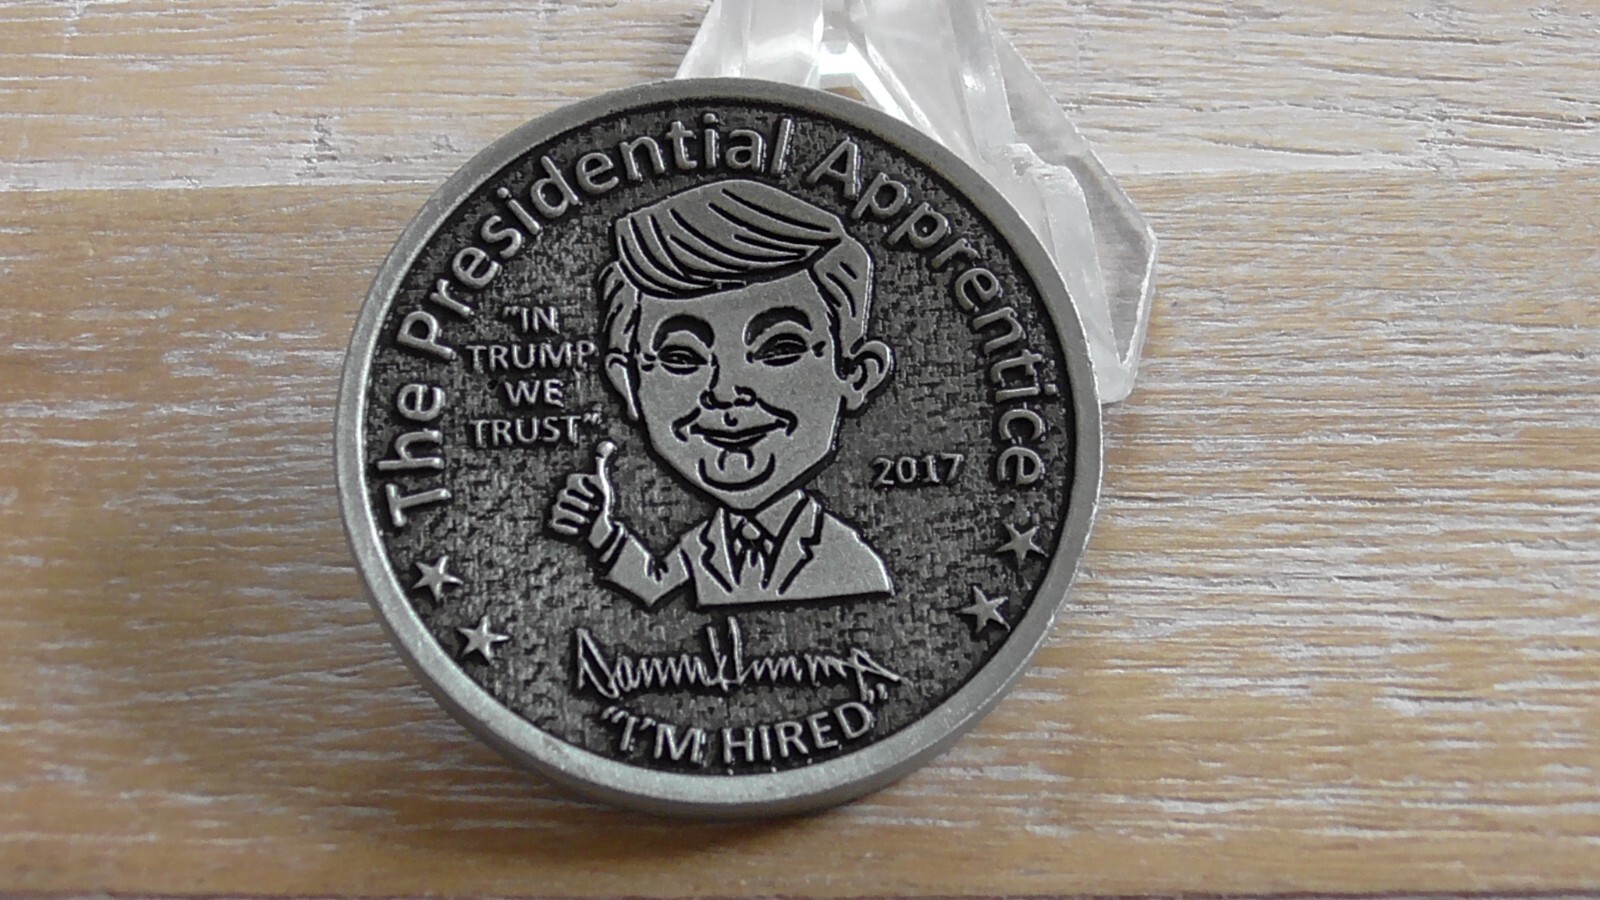 The Presidential Apprentice
"IN
TRUMP
WE
TRUST"
2017
"I'M HIRED"